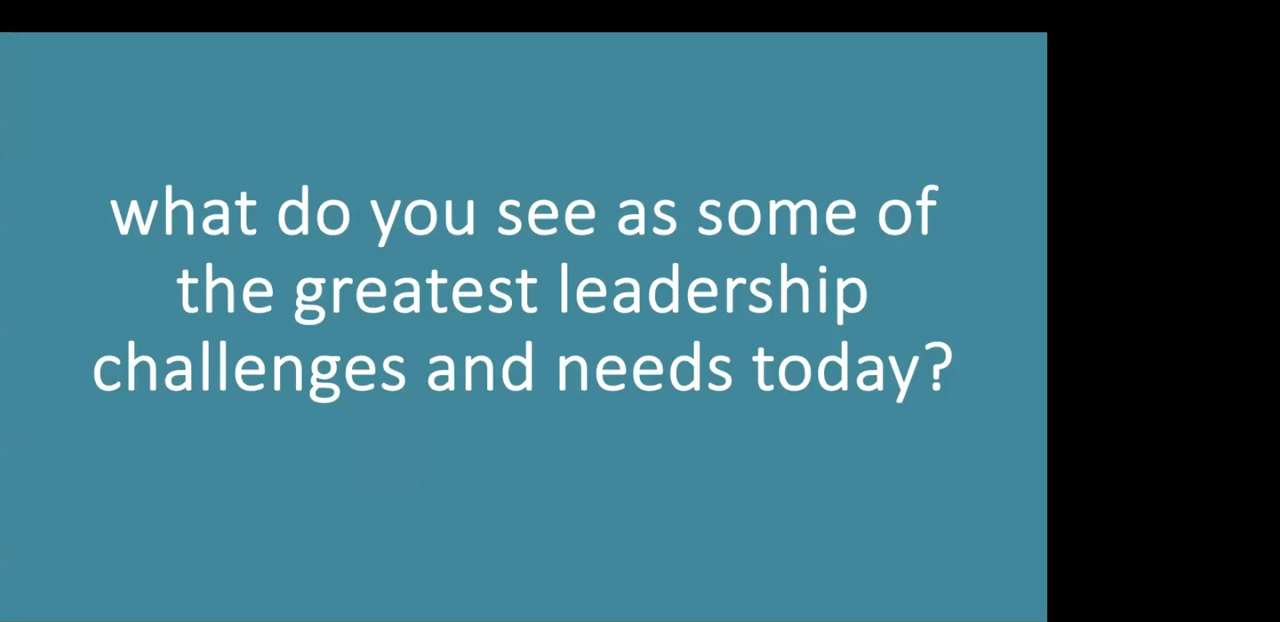 what do you see as some of
the greatest leadership
challenges and needs today?